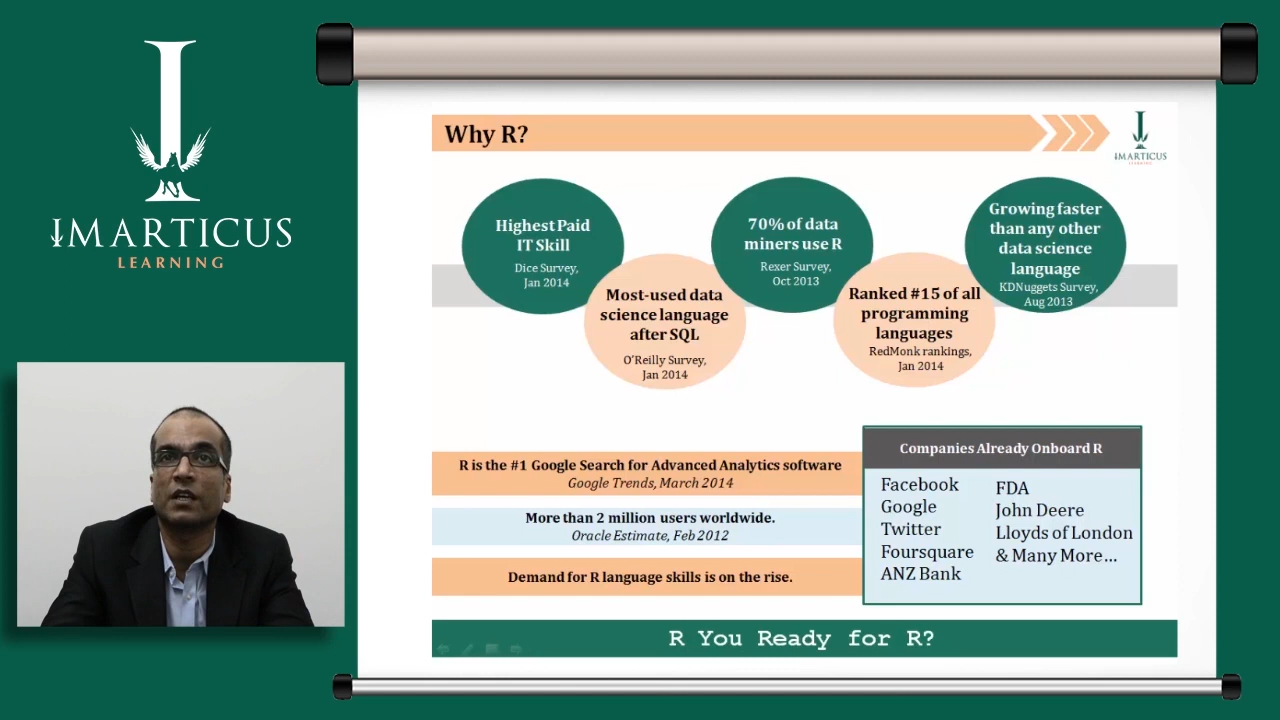 IMARTICUS
LEARNING
Why R?
IMARTICUS
LEARNING
Highest Paid
IT Skill
Dice Survey,
Jan 2014
Most-used data
science language
after SQL
O'Reilly Survey,
Jan 2014
70% of data
miners use R
Rexer Survey,
Oct 2013
Ranked #15 of all
programming
languages
RedMonk rankings,
Jan 2014
Growing faster
than any other
data science
language
KDNuggets Survey,
Aug 2013
R is the #1 Google Search for Advanced Analytics software
Google Trends, March 2014
More than 2 million users worldwide.
Oracle Estimate, Feb 2012
Demand for R language skills is on the rise.
Companies Already Onboard R
Facebook
Google
Twitter
Foursquare
ANZ Bank
FDA
John Deere
Lloyds of London
& Many More...
R You Ready for R?